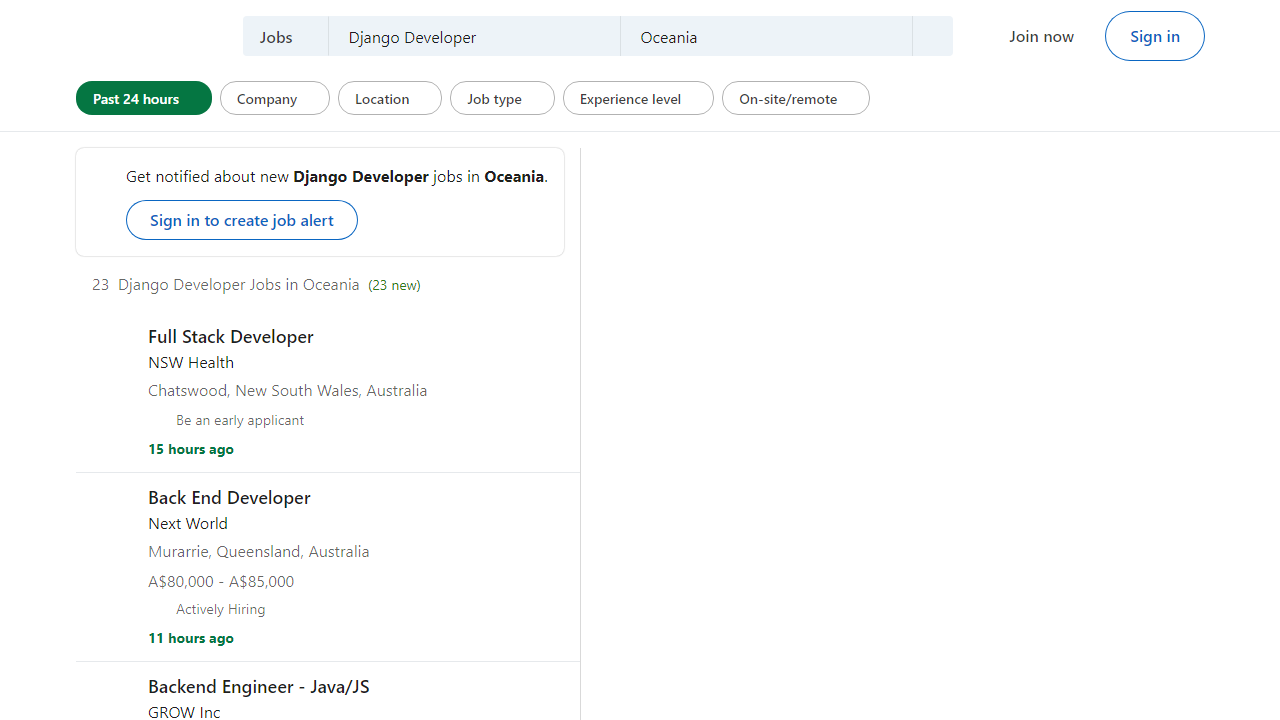 Jobs
Django Developer
Oceania
Join now
Sign in
Past 24 hours
Company
Location
Job type
Experience level
On-site/remote
Get notified about new Django Developer jobs in Oceania.
Sign in to create job alert
23 Django Developer Jobs in Oceania (23 new)
Full Stack Developer
NSW Health
Chatswood, New South Wales, Australia
Be an early applicant
15 hours ago
Back End Developer
Next World
Murarrie, Queensland, Australia
A$80,000 - A$85,000
Actively Hiring
11 hours ago
Backend Engineer - Java/JS
GROW Inc